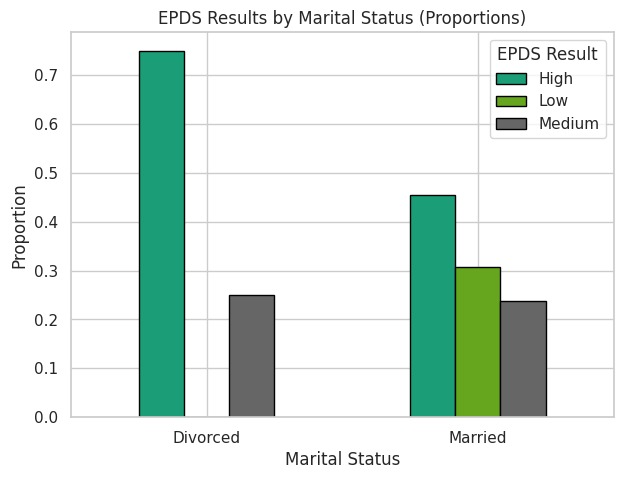 EPDS Results by Marital Status (Proportions)
EPDS Result
High
Low
Medium
Proportion
0.7
0.6
0.5
0.4
0.3
0.2
0.1
0.0
Divorced
Married
Marital Status